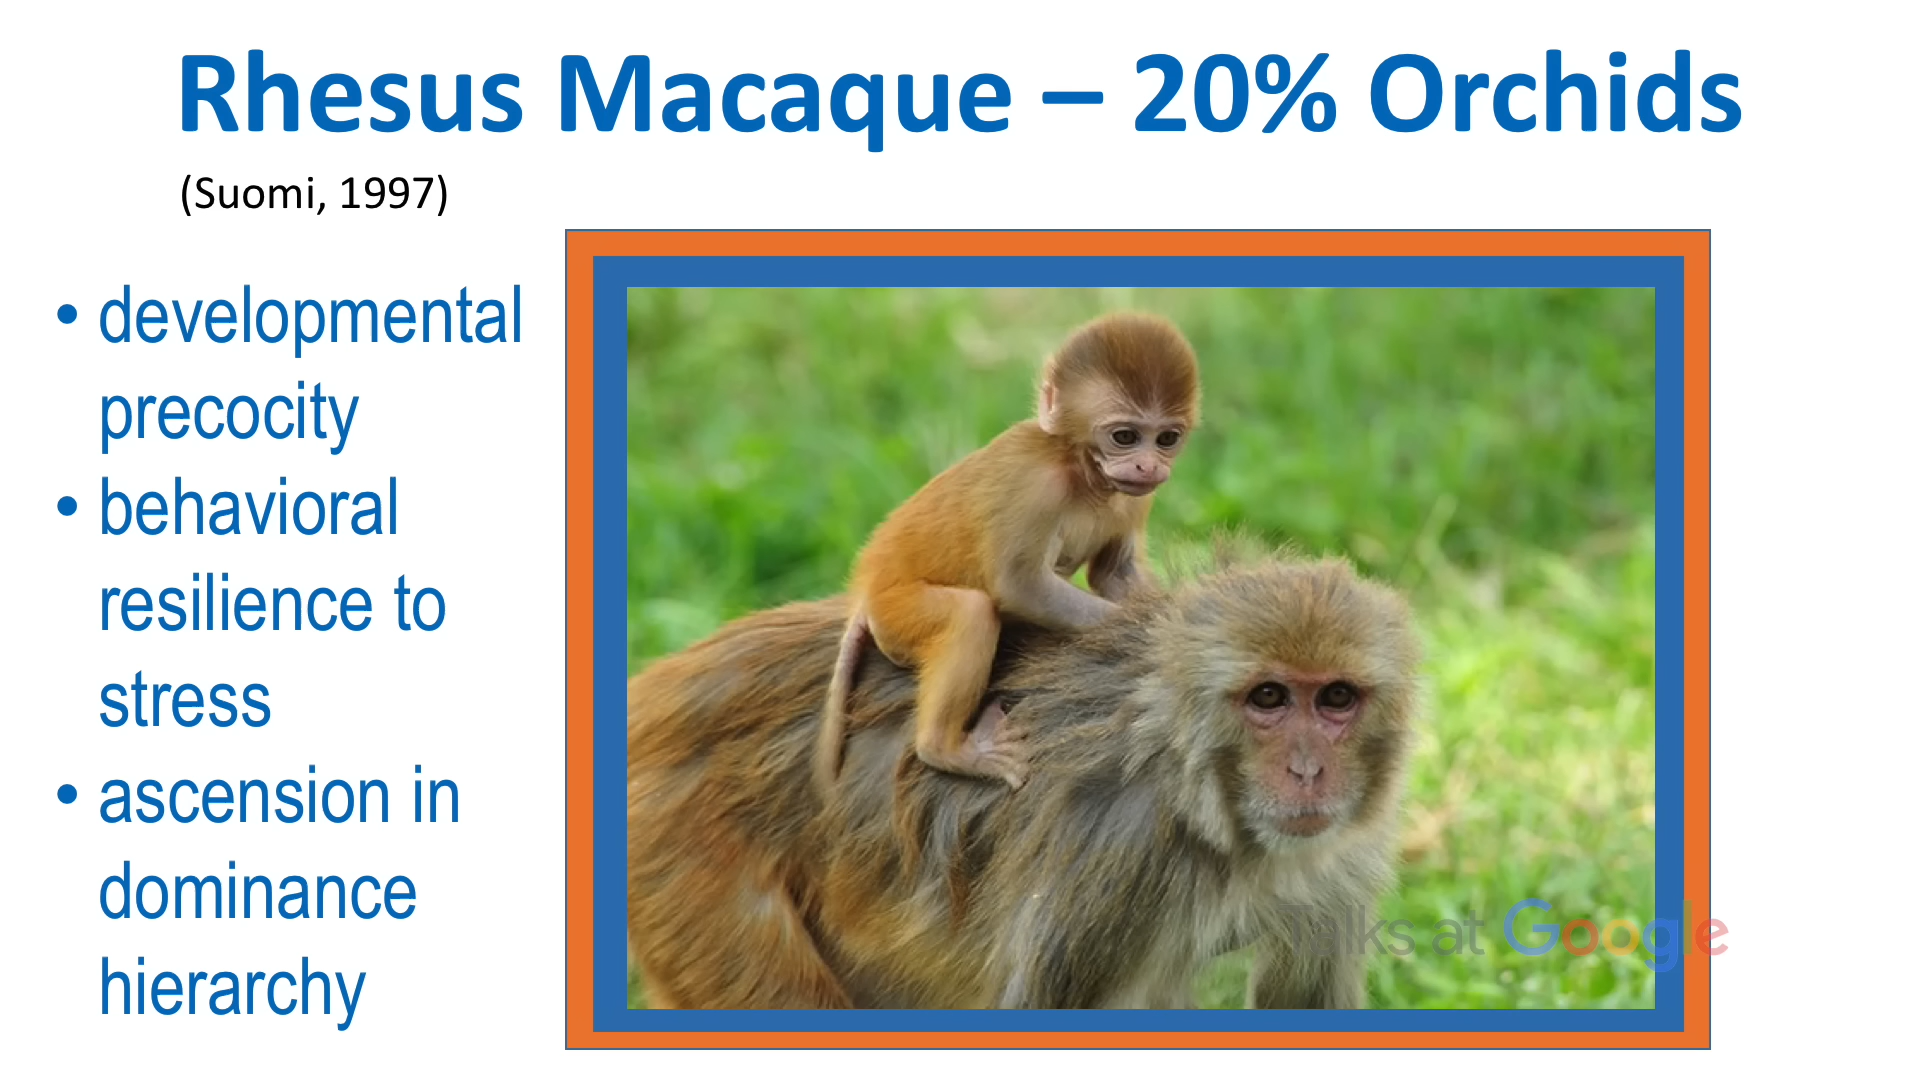 Rhesus Macaque – 20% Orchids
(Suomi, 1997)
• developmental
precocity
• behavioral
resilience to
stress
• ascension in
dominance
hierarchy
Talks at Google